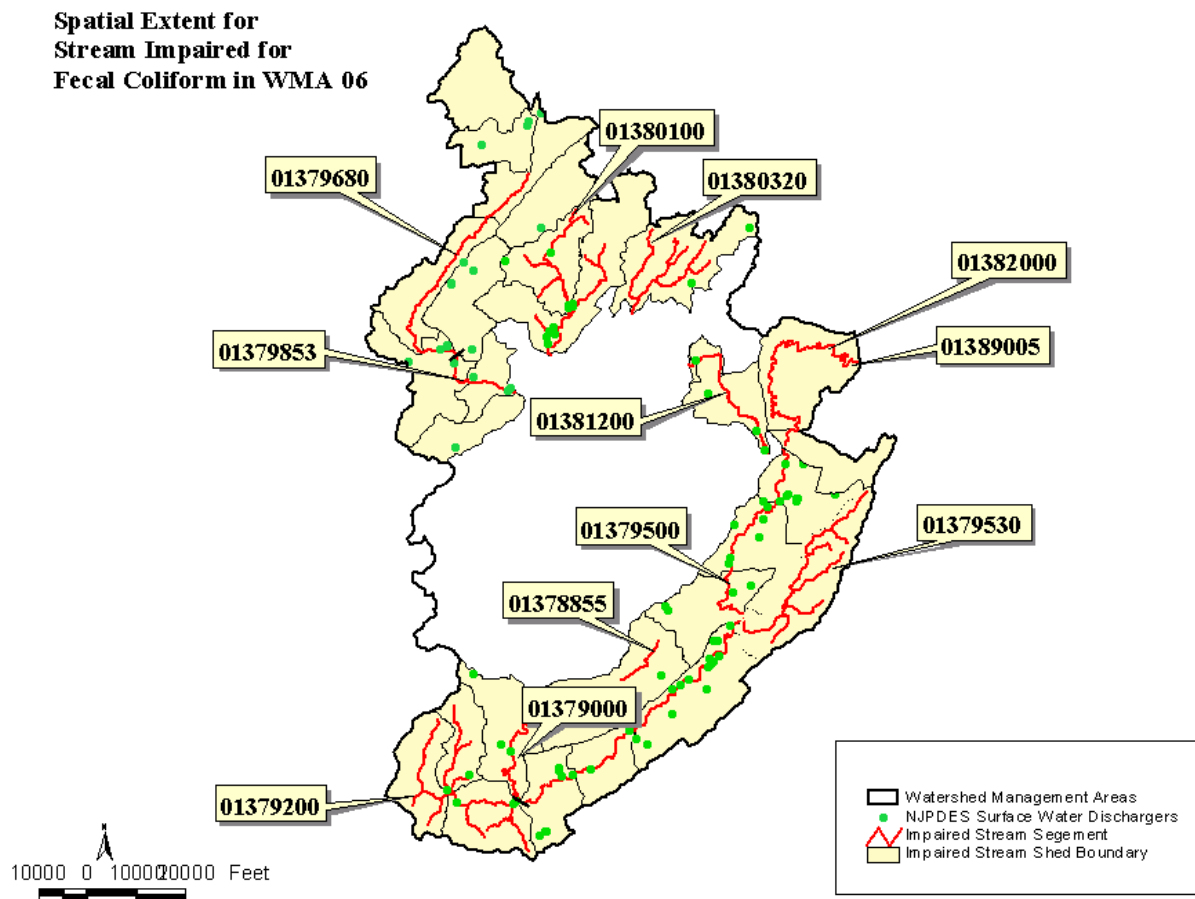 Spatial Extent for
Stream Impaired for
Fecal Coliform in WMA 06
01380100
01379680
01380320
01382000
01389005
01379853
01381200
01379500
01379530
01378855
01379000
01379200
Watershed Management Areas
NJPDES Surface Water Dischargers
Impaired Stream Segement
Impaired Stream Shed Boundary
N
10000 0 10000 20000 Feet